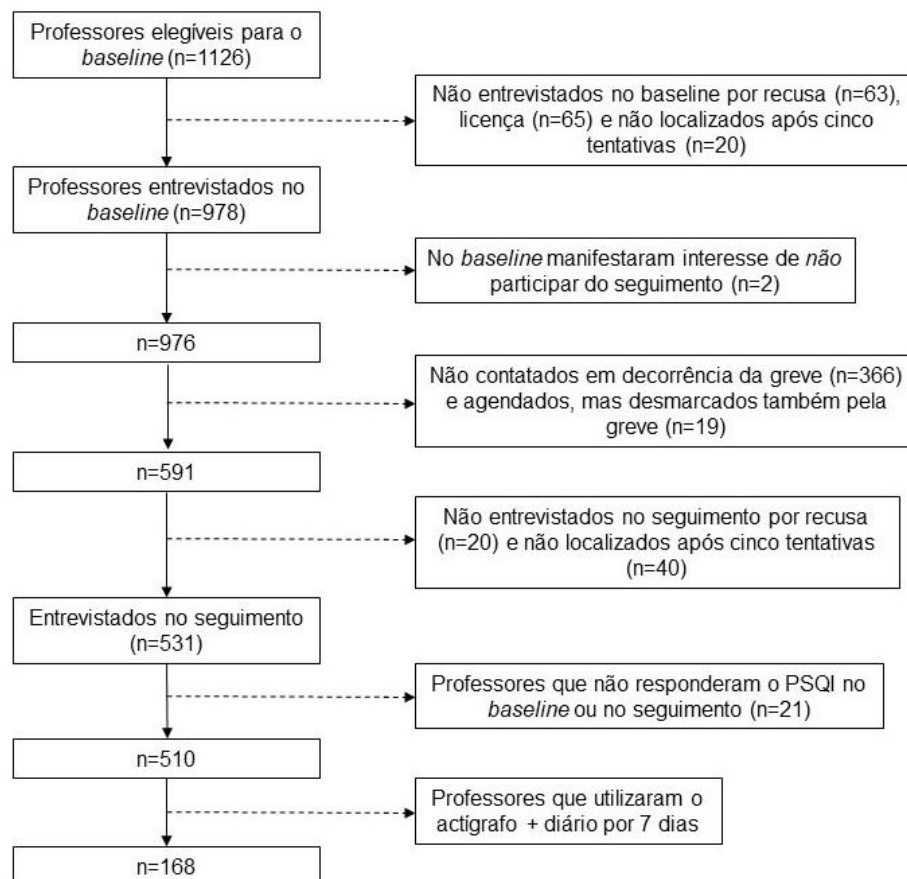 Professores elegíveis para o
baseline (n=1126)
Não entrevistados no baseline por recusa (n=63),
licença (n=65) e não localizados após cinco
tentativas (n=20)
Professores entrevistados no
baseline (n=978)
No baseline manifestaram interesse de não
participar do seguimento (n=2)
n=976
Não contatados em decorrência da greve (n=366)
e agendados, mas desmarcados também pela
greve (n=19)
n=591
Não entrevistados no seguimento por recusa
(n=20) e não localizados após cinco tentativas
(n=40)
Entrevistados no seguimento
(n=531)
Professores que não responderam o PSQI no
baseline ou no seguimento (n=21)
n=510
Professores que utilizaram o
actígrafo + diário por 7 dias
n=168